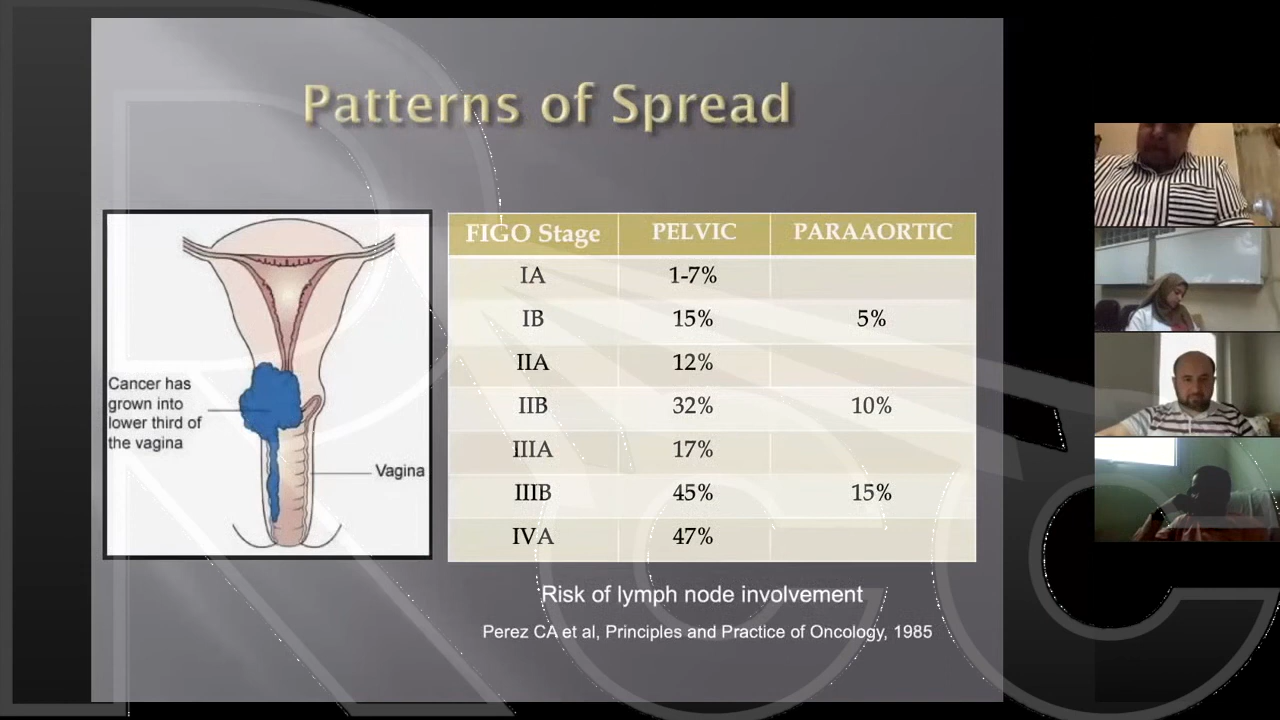 Patterns of Spread
Cancer has
grown into
lower third of
the vagina
Vagina
FIGO Stage PELVIC PARAAORTIC
IA 1-7%
IB 15% 5%
IIA 12%
IIB 32% 10%
IIIA 17%
IIIB 45% 15%
IVA 47%
Risk of lymph node involvement
Perez CA et al, Principles and Practice of Oncology, 1985